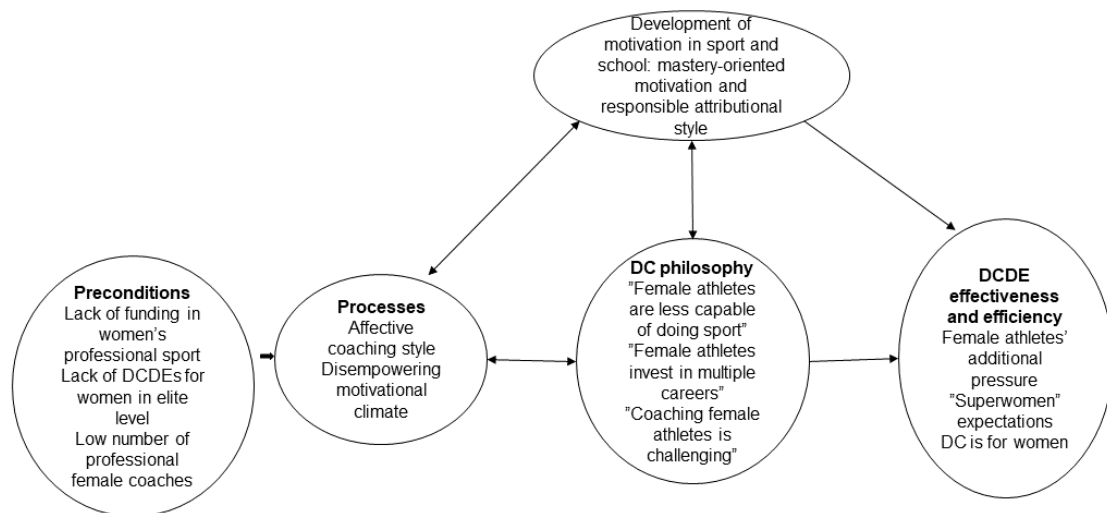 Development of
motivation in sport and
school: mastery-oriented
motivation and
responsible attributional
style
Preconditions
Lack of funding in
women's
professional sport
Lack of DCDEs for
women in elite
level
Low number of
professional
female coaches
Processes
Affective
coaching style
Disempowering
motivational
climate
DC philosophy
"Female athletes
are less capable
of doing sport"
"Female athletes
invest in multiple
careers"
"Coaching female
athletes is
challenging"
DCDE
effectiveness
and efficiency
Female athletes'
additional
pressure
"Superwomen"
expectations
DC is for women